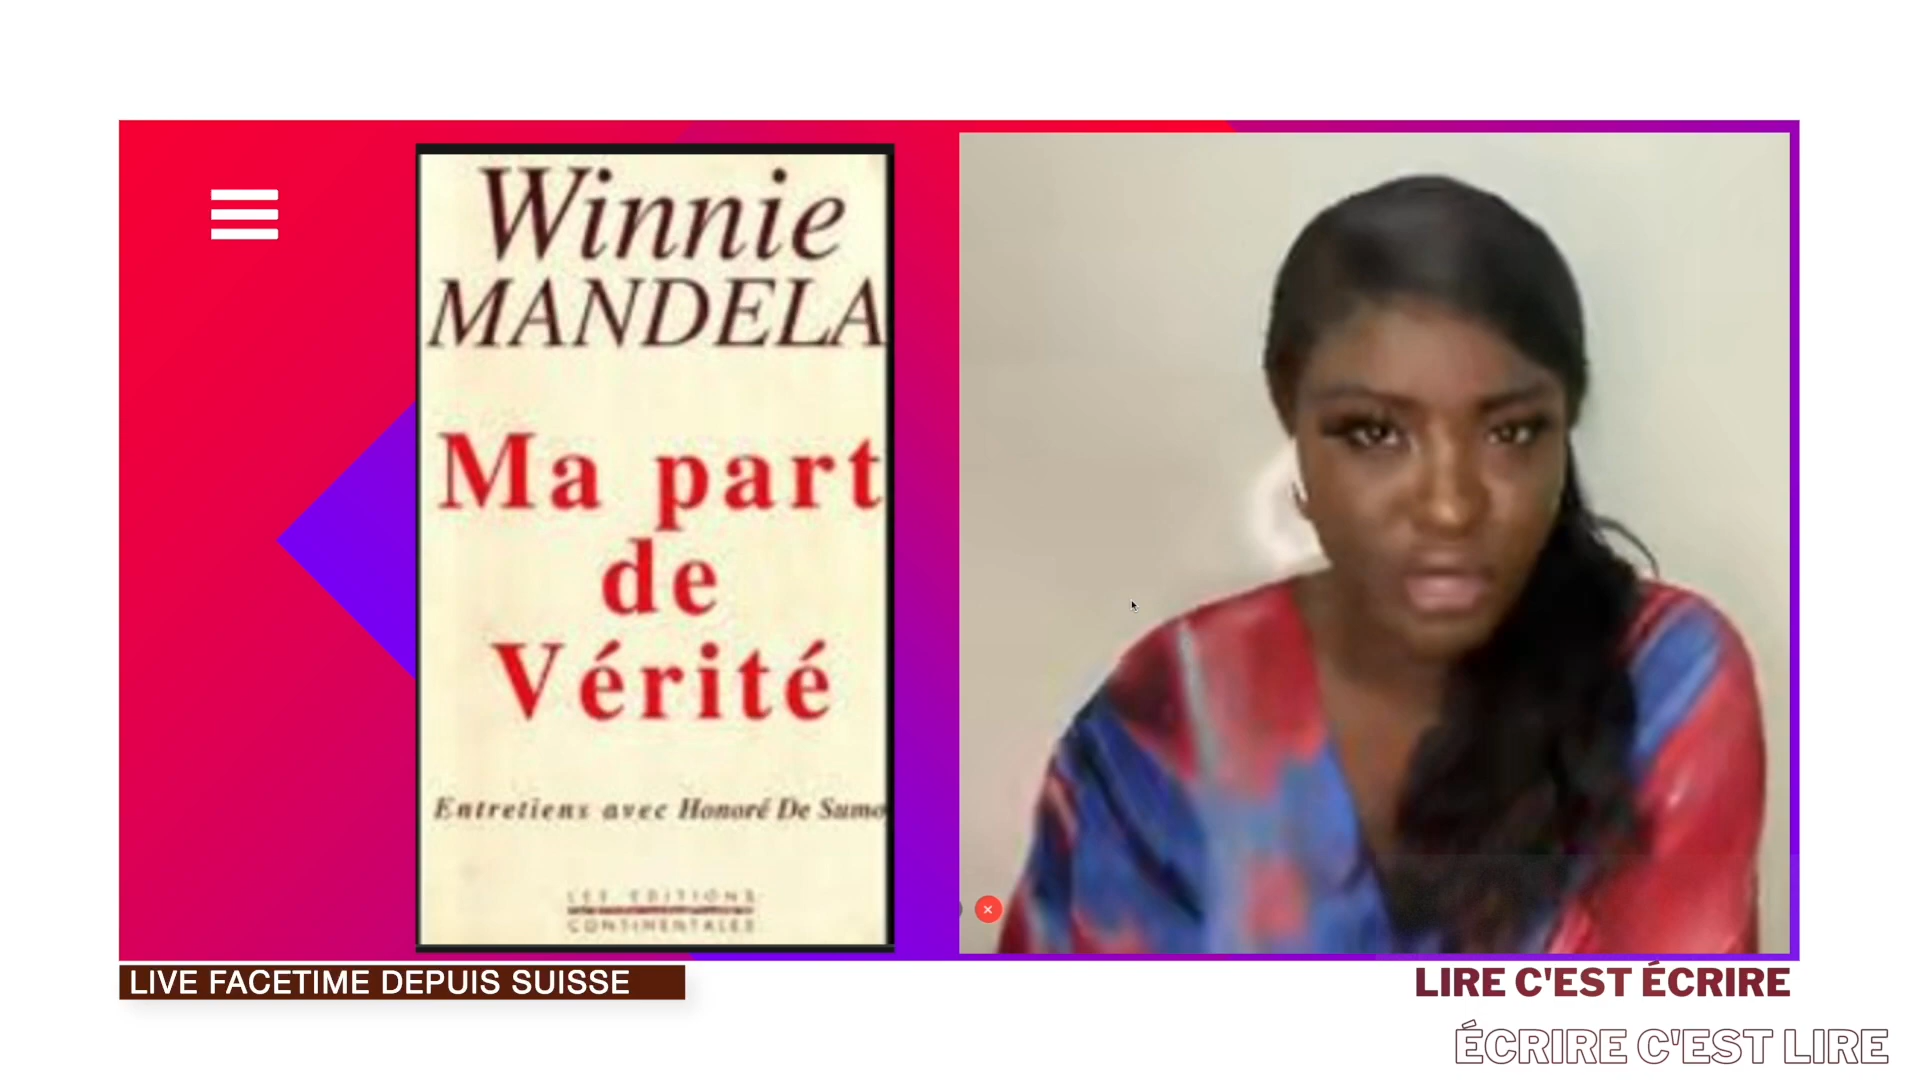 Winnie
MANDELA
Ma part
de
Vérité
Entretiens avec Honoré De Sumo
LES EDITIONS
CONTINENTALES
LIVE FACETIME DEPUIS SUISSE
LIRE C'EST ÉCRIRE
ÉCRIRE C'EST LIRE